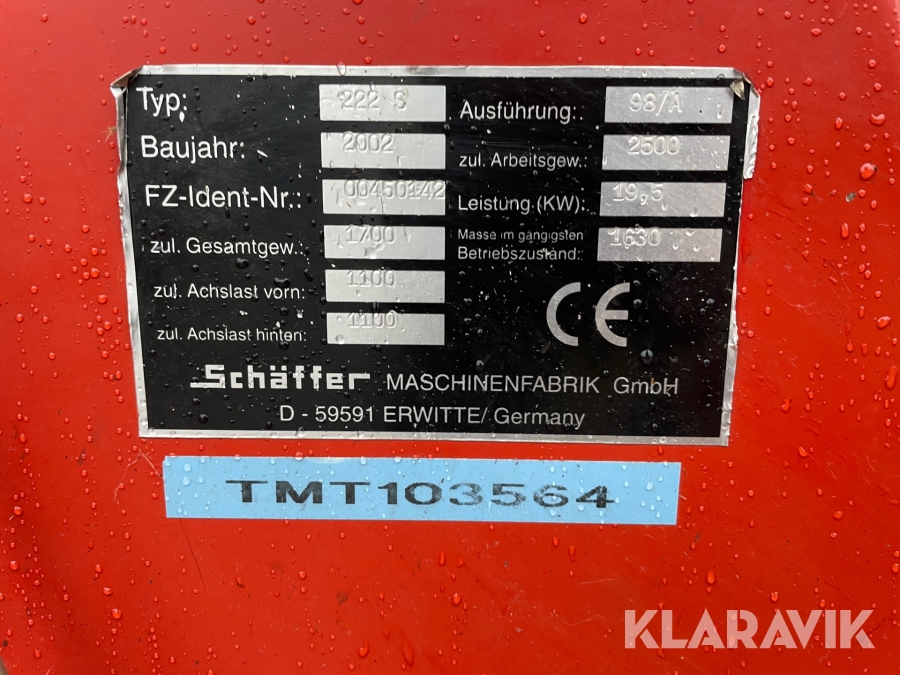 Typ: 222 S Ausführung: 98/A
Baujahr: 2002 zul. Arbeitsgew.: 2500
FZ-Ident-Nr.: 00450142 Leistung (KW): 19,5
zul. Gesamtgew.: 1700 Masse im gängigsten Betriebszustand: 1630
zul. Achslast vorn: 1100
zul. Achslast hinten: 1100
CE
Schäffer MASCHINENFABRIK GmbH
D - 59591 ERWITTE/ Germany
TMT103564
KLARAVIK